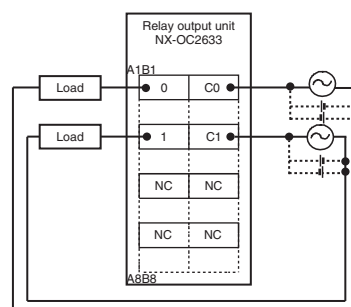 Relay output unit
NX-OC2633
A1B1
Load
0
C0
Load
1
C1
NC
NC
NC
NC
A8B8